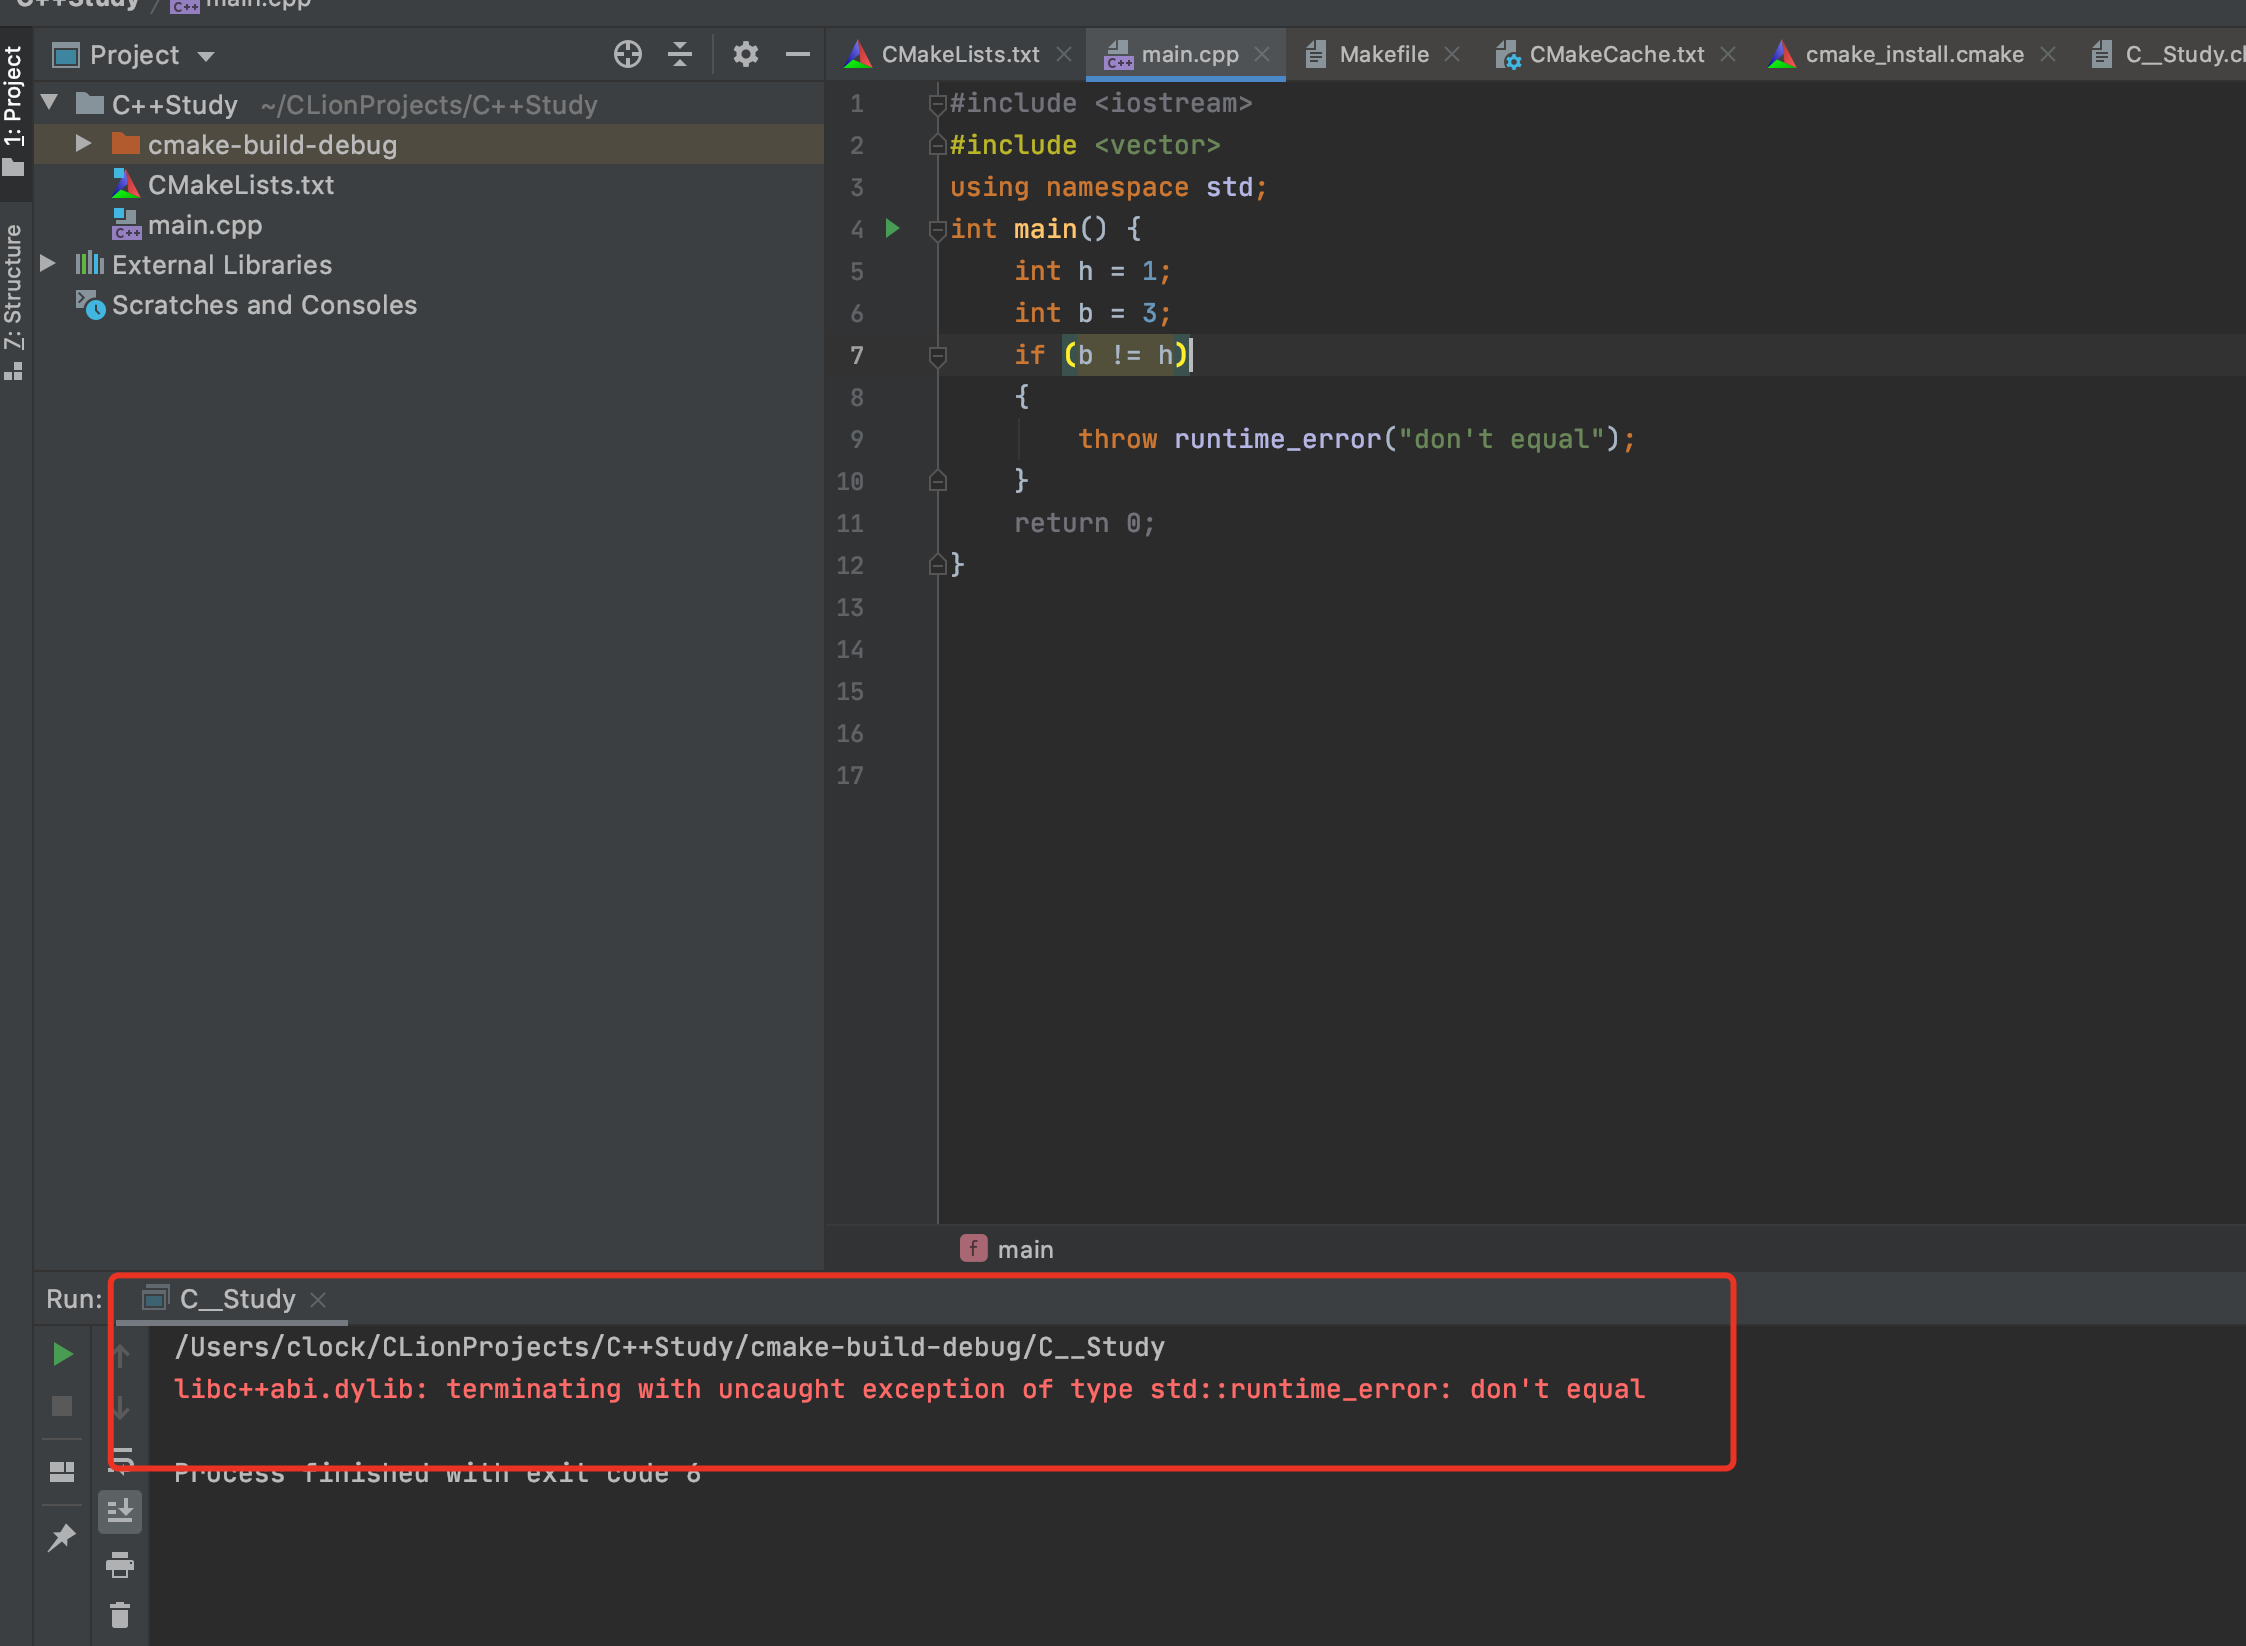 C++Study / main.cpp
1: Project
Z: Structure
Project
C++Study ~/CLionProjects/C++Study
cmake-build-debug
CMakeLists.txt
main.cpp
External Libraries
Scratches and Consoles
CMakeLists.txt main.cpp Makefile CMakeCache.txt cmake_install.cmake
1 #include <iostream>
2 #include <vector>
3 using namespace std;
4 int main() {
5 int h = 1;
6 int b = 3;
7 if (b != h)
8 {
9 throw runtime_error("don't equal");
10 }
11 return 0;
12 }
13
14
15
16
17
f main
Run: C__Study
/Users/clock/CLionProjects/C++Study/cmake-build-debug/C__Study
libc++abi.dylib: terminating with uncaught exception of type std::runtime_error: don't equal
Process finished with exit code 6